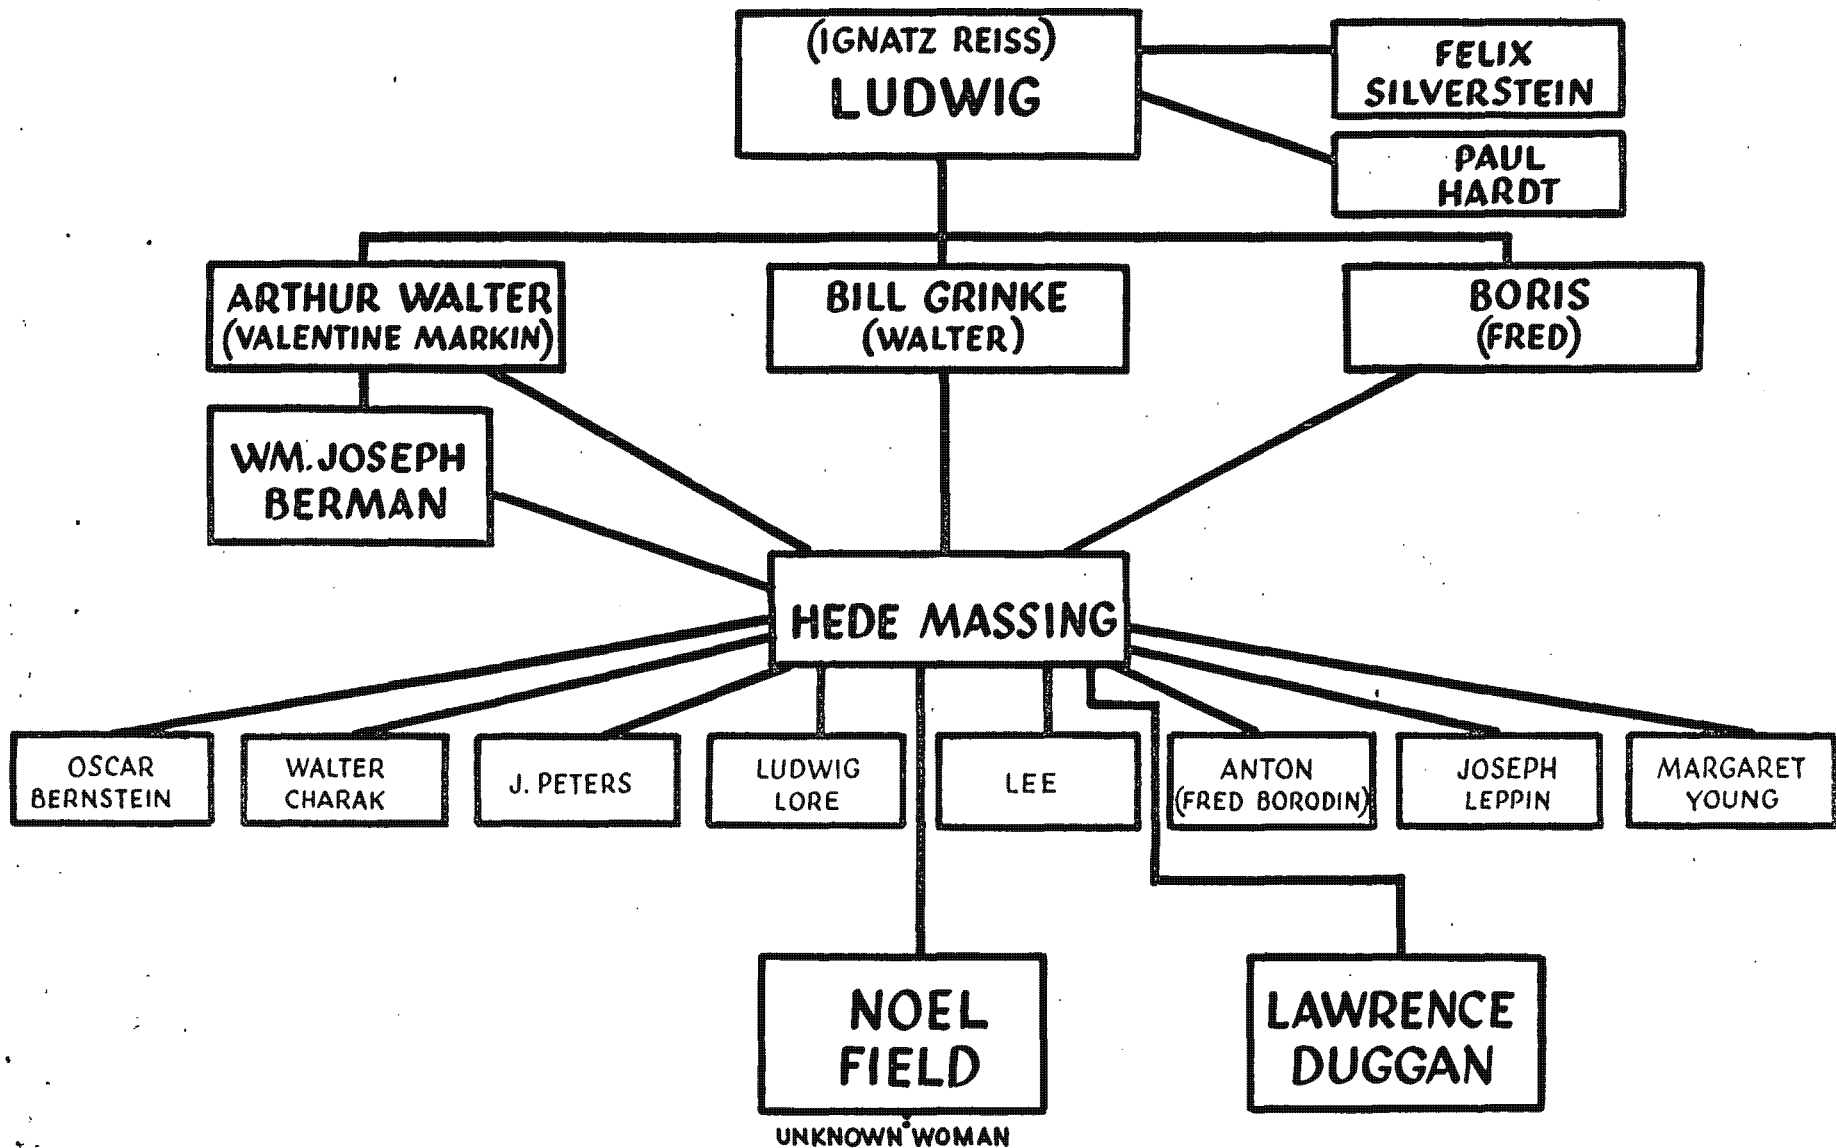 (IGNATZ REISS)
LUDWIG
FELIX
SILVERSTEIN
PAUL
HARDT
ARTHUR WALTER
(VALENTINE MARKIN)
BILL GRINKE
(WALTER)
BORIS
(FRED)
WM. JOSEPH
BERMAN
HEDE MASSING
OSCAR
BERNSTEIN
WALTER
CHARAK
J. PETERS
LUDWIG
LORE
LEE
ANTON
(FRED BORODIN)
JOSEPH
LEPPIN
MARGARET
YOUNG
NOEL
FIELD
LAWRENCE
DUGGAN
UNKNOWN WOMAN